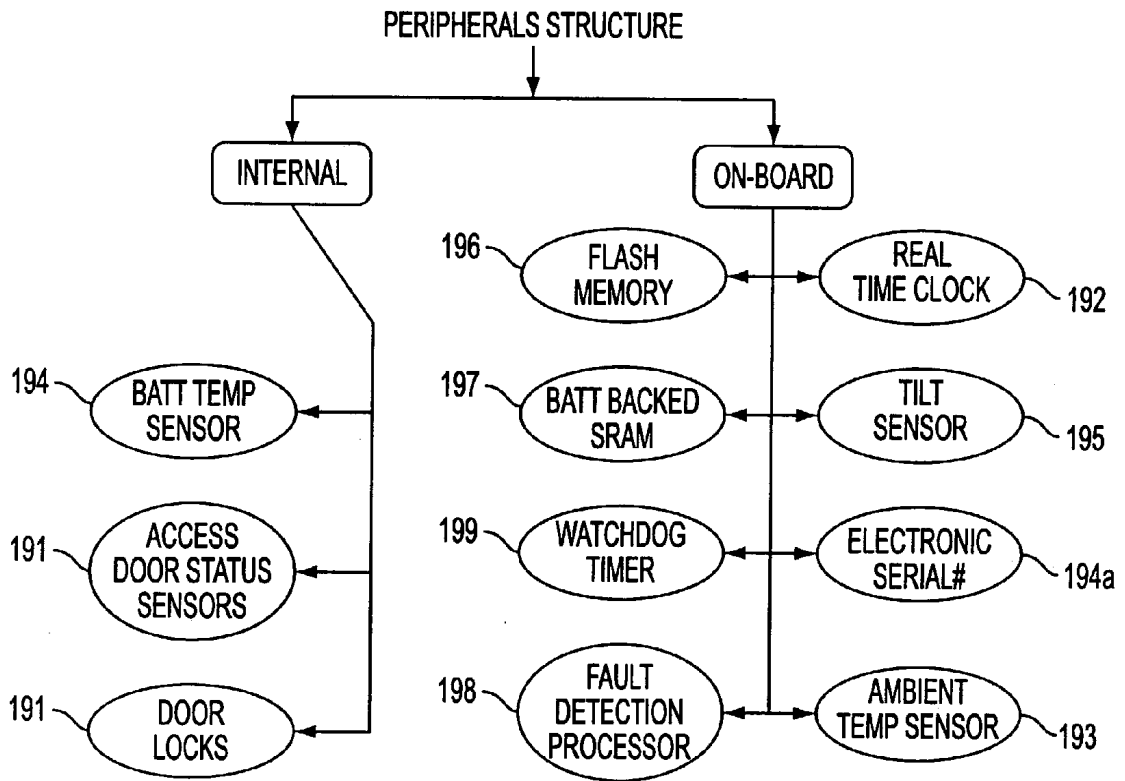 PERIPHERALS STRUCTURE
INTERNAL
ON-BOARD
196
FLASH
MEMORY
REAL
TIME CLOCK
192
194
BATT TEMP
SENSOR
197
BATT BACKED
SRAM
TILT
SENSOR
195
191
ACCESS
DOOR STATUS
SENSORS
199
WATCHDOG
TIMER
ELECTRONIC
SERIAL#
194a
191
DOOR
LOCKS
198
FAULT
DETECTION
PROCESSOR
AMBIENT
TEMP SENSOR
193